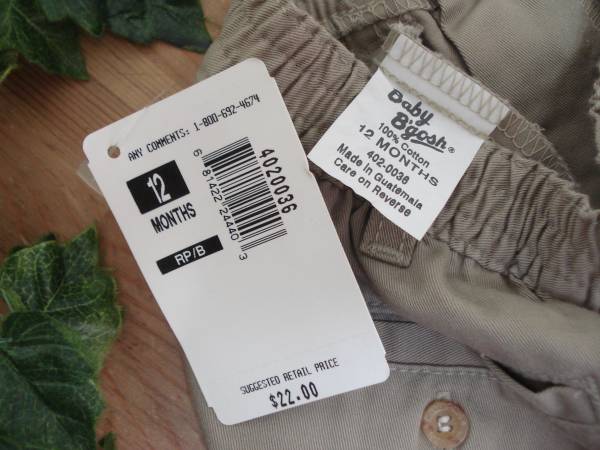 ANY COMMENTS: 1-800-692-4674
12
MONTHS
RP/B
4020036
6 81422 24440 3
SUGGESTED RETAIL PRICE
$22.00
Baby
B'gosh®
100% Cotton
12 MONTHS
402-0036
Made in Guatemala
Care on Reverse